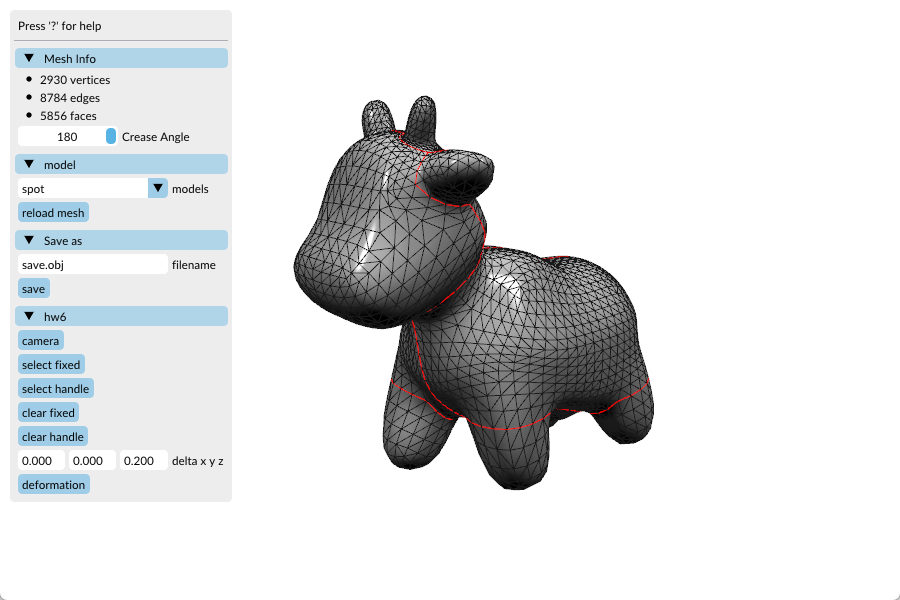 Press '?' for help
Mesh Info
2930 vertices
8784 edges
5856 faces
180 Crease Angle
model
spot models
reload mesh
Save as
save.obj filename
save
hw6
camera
select fixed
select handle
clear fixed
clear handle
0.000 0.000 0.200 delta x y z
deformation